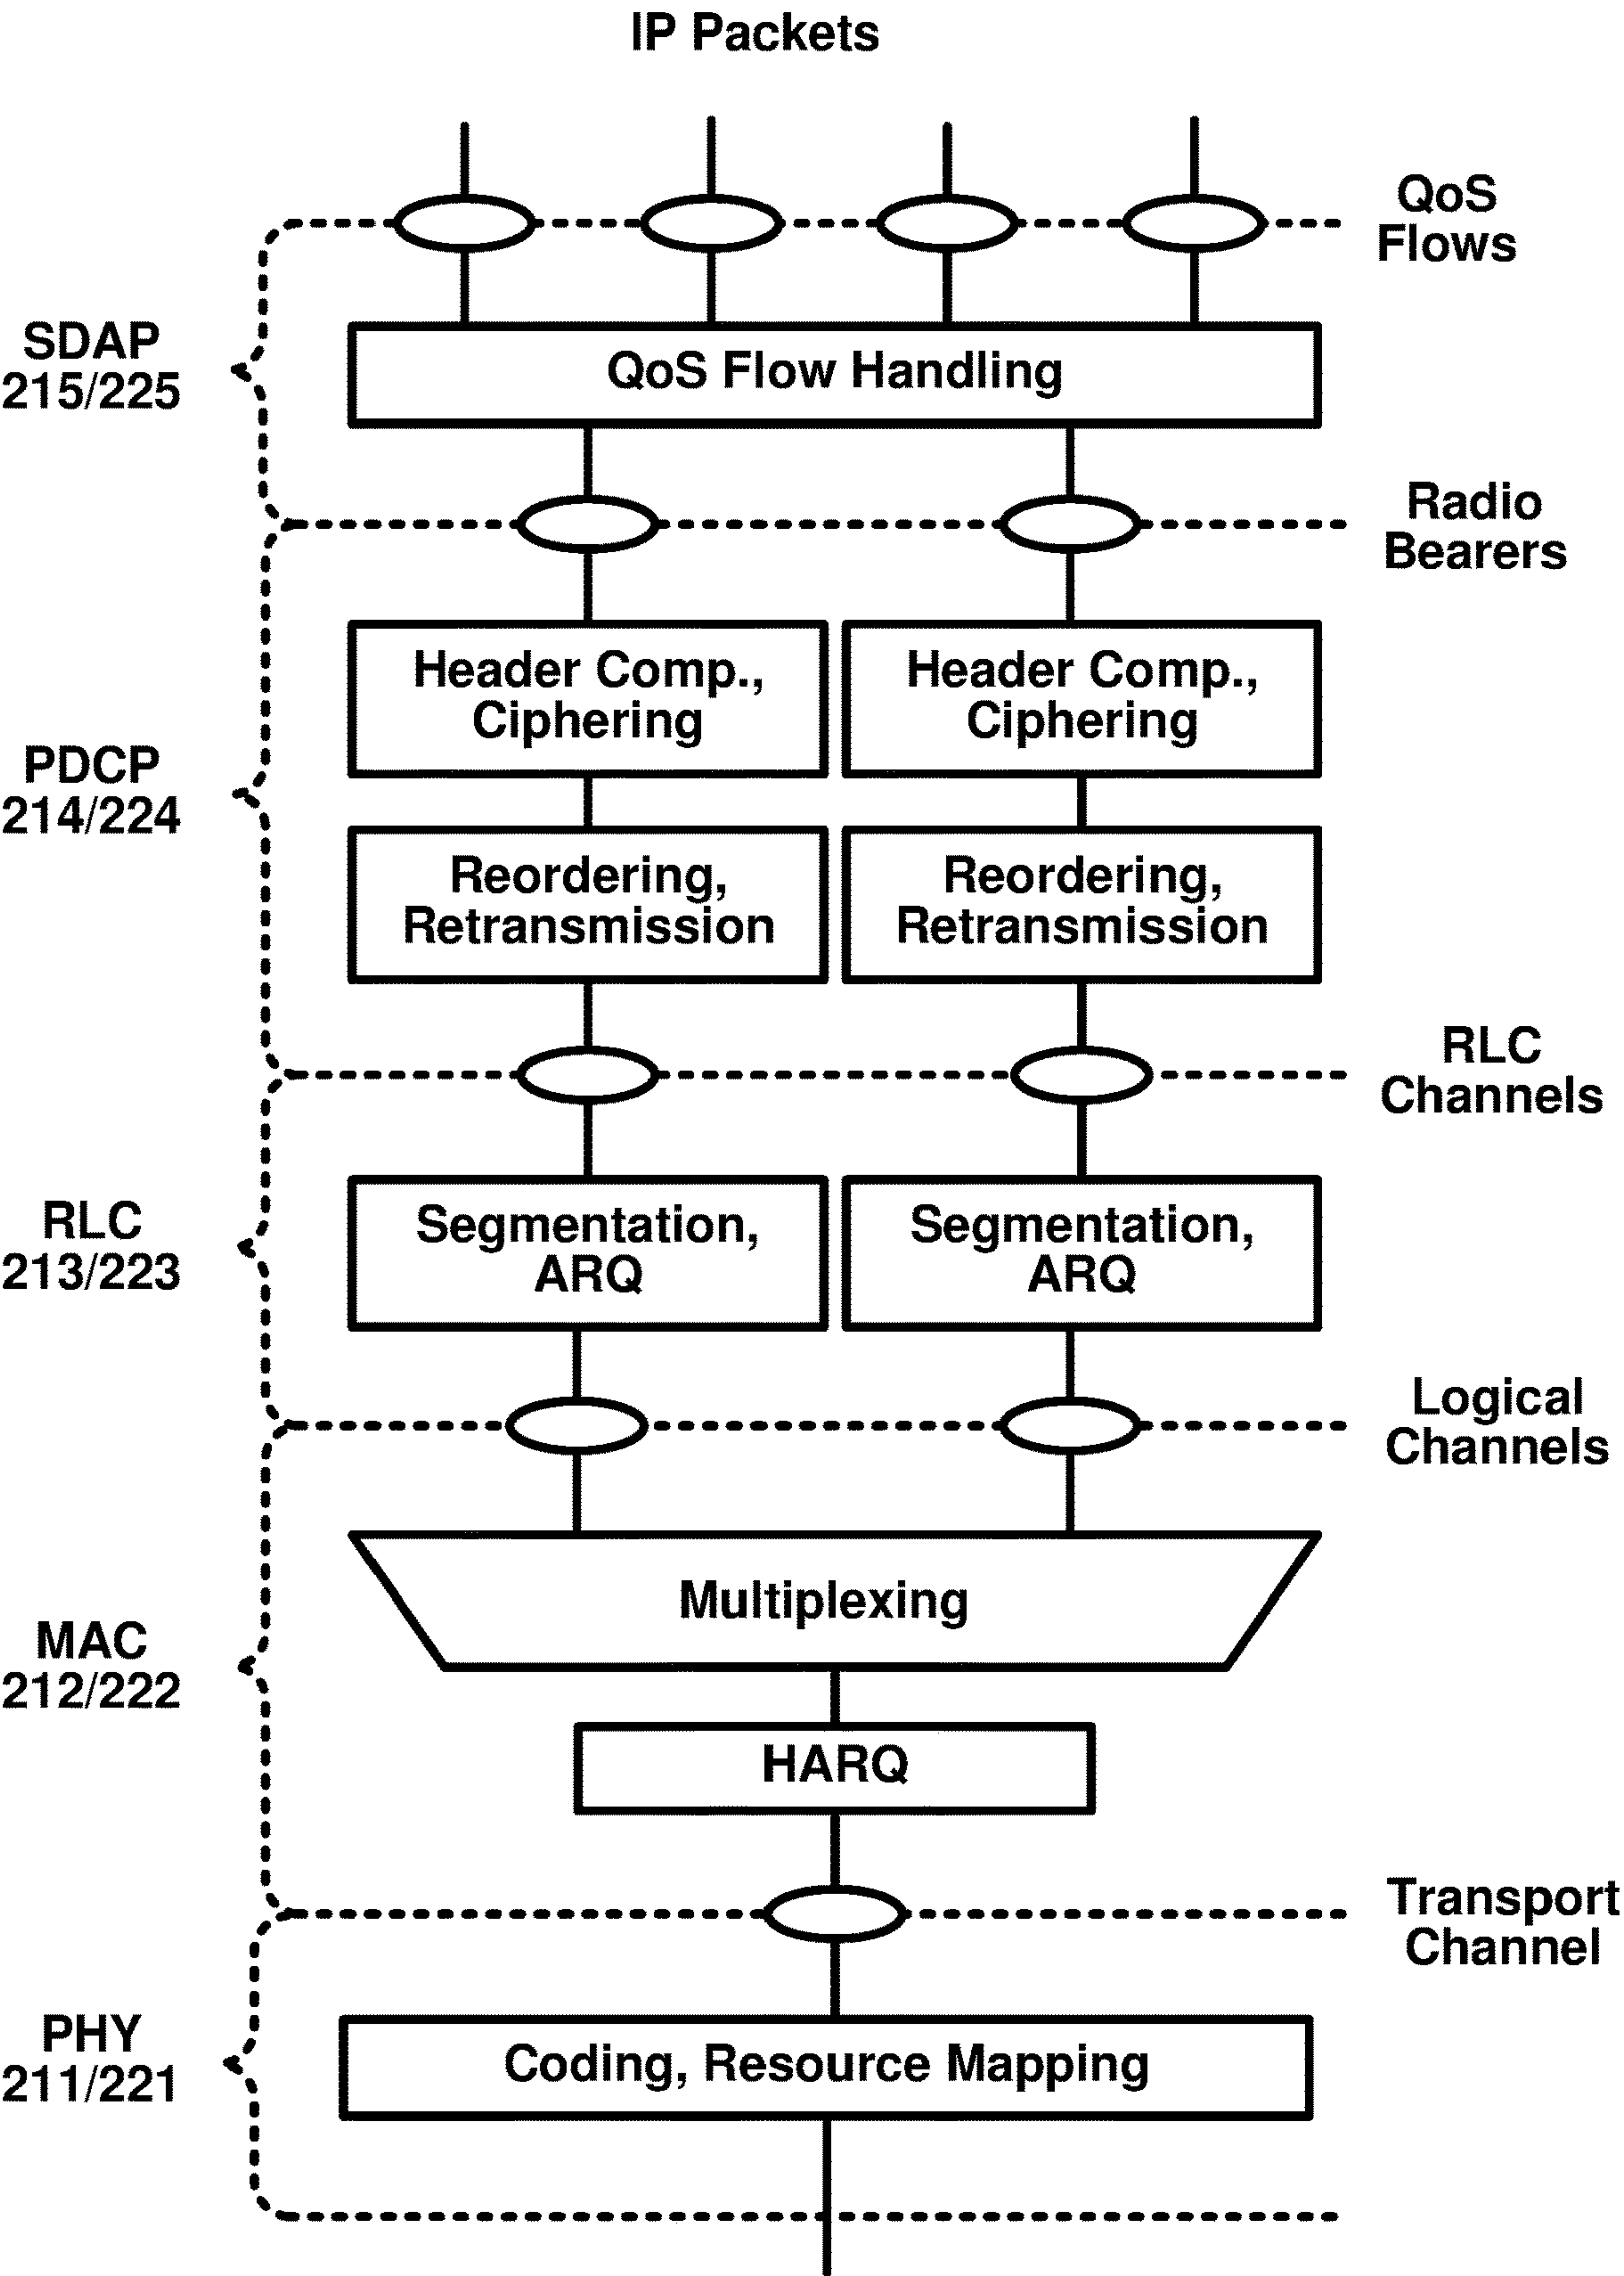 IP Packets
QoS
Flows
SDAP
215/225
QoS Flow Handling
Radio
Bearers
Header Comp.,
Ciphering
Header Comp.,
Ciphering
PDCP
214/224
Reordering,
Retransmission
Reordering,
Retransmission
RLC
Channels
RLC
213/223
Segmentation,
ARQ
Segmentation,
ARQ
Logical
Channels
Multiplexing
MAC
212/222
HARQ
Transport
Channel
PHY
211/221
Coding, Resource Mapping